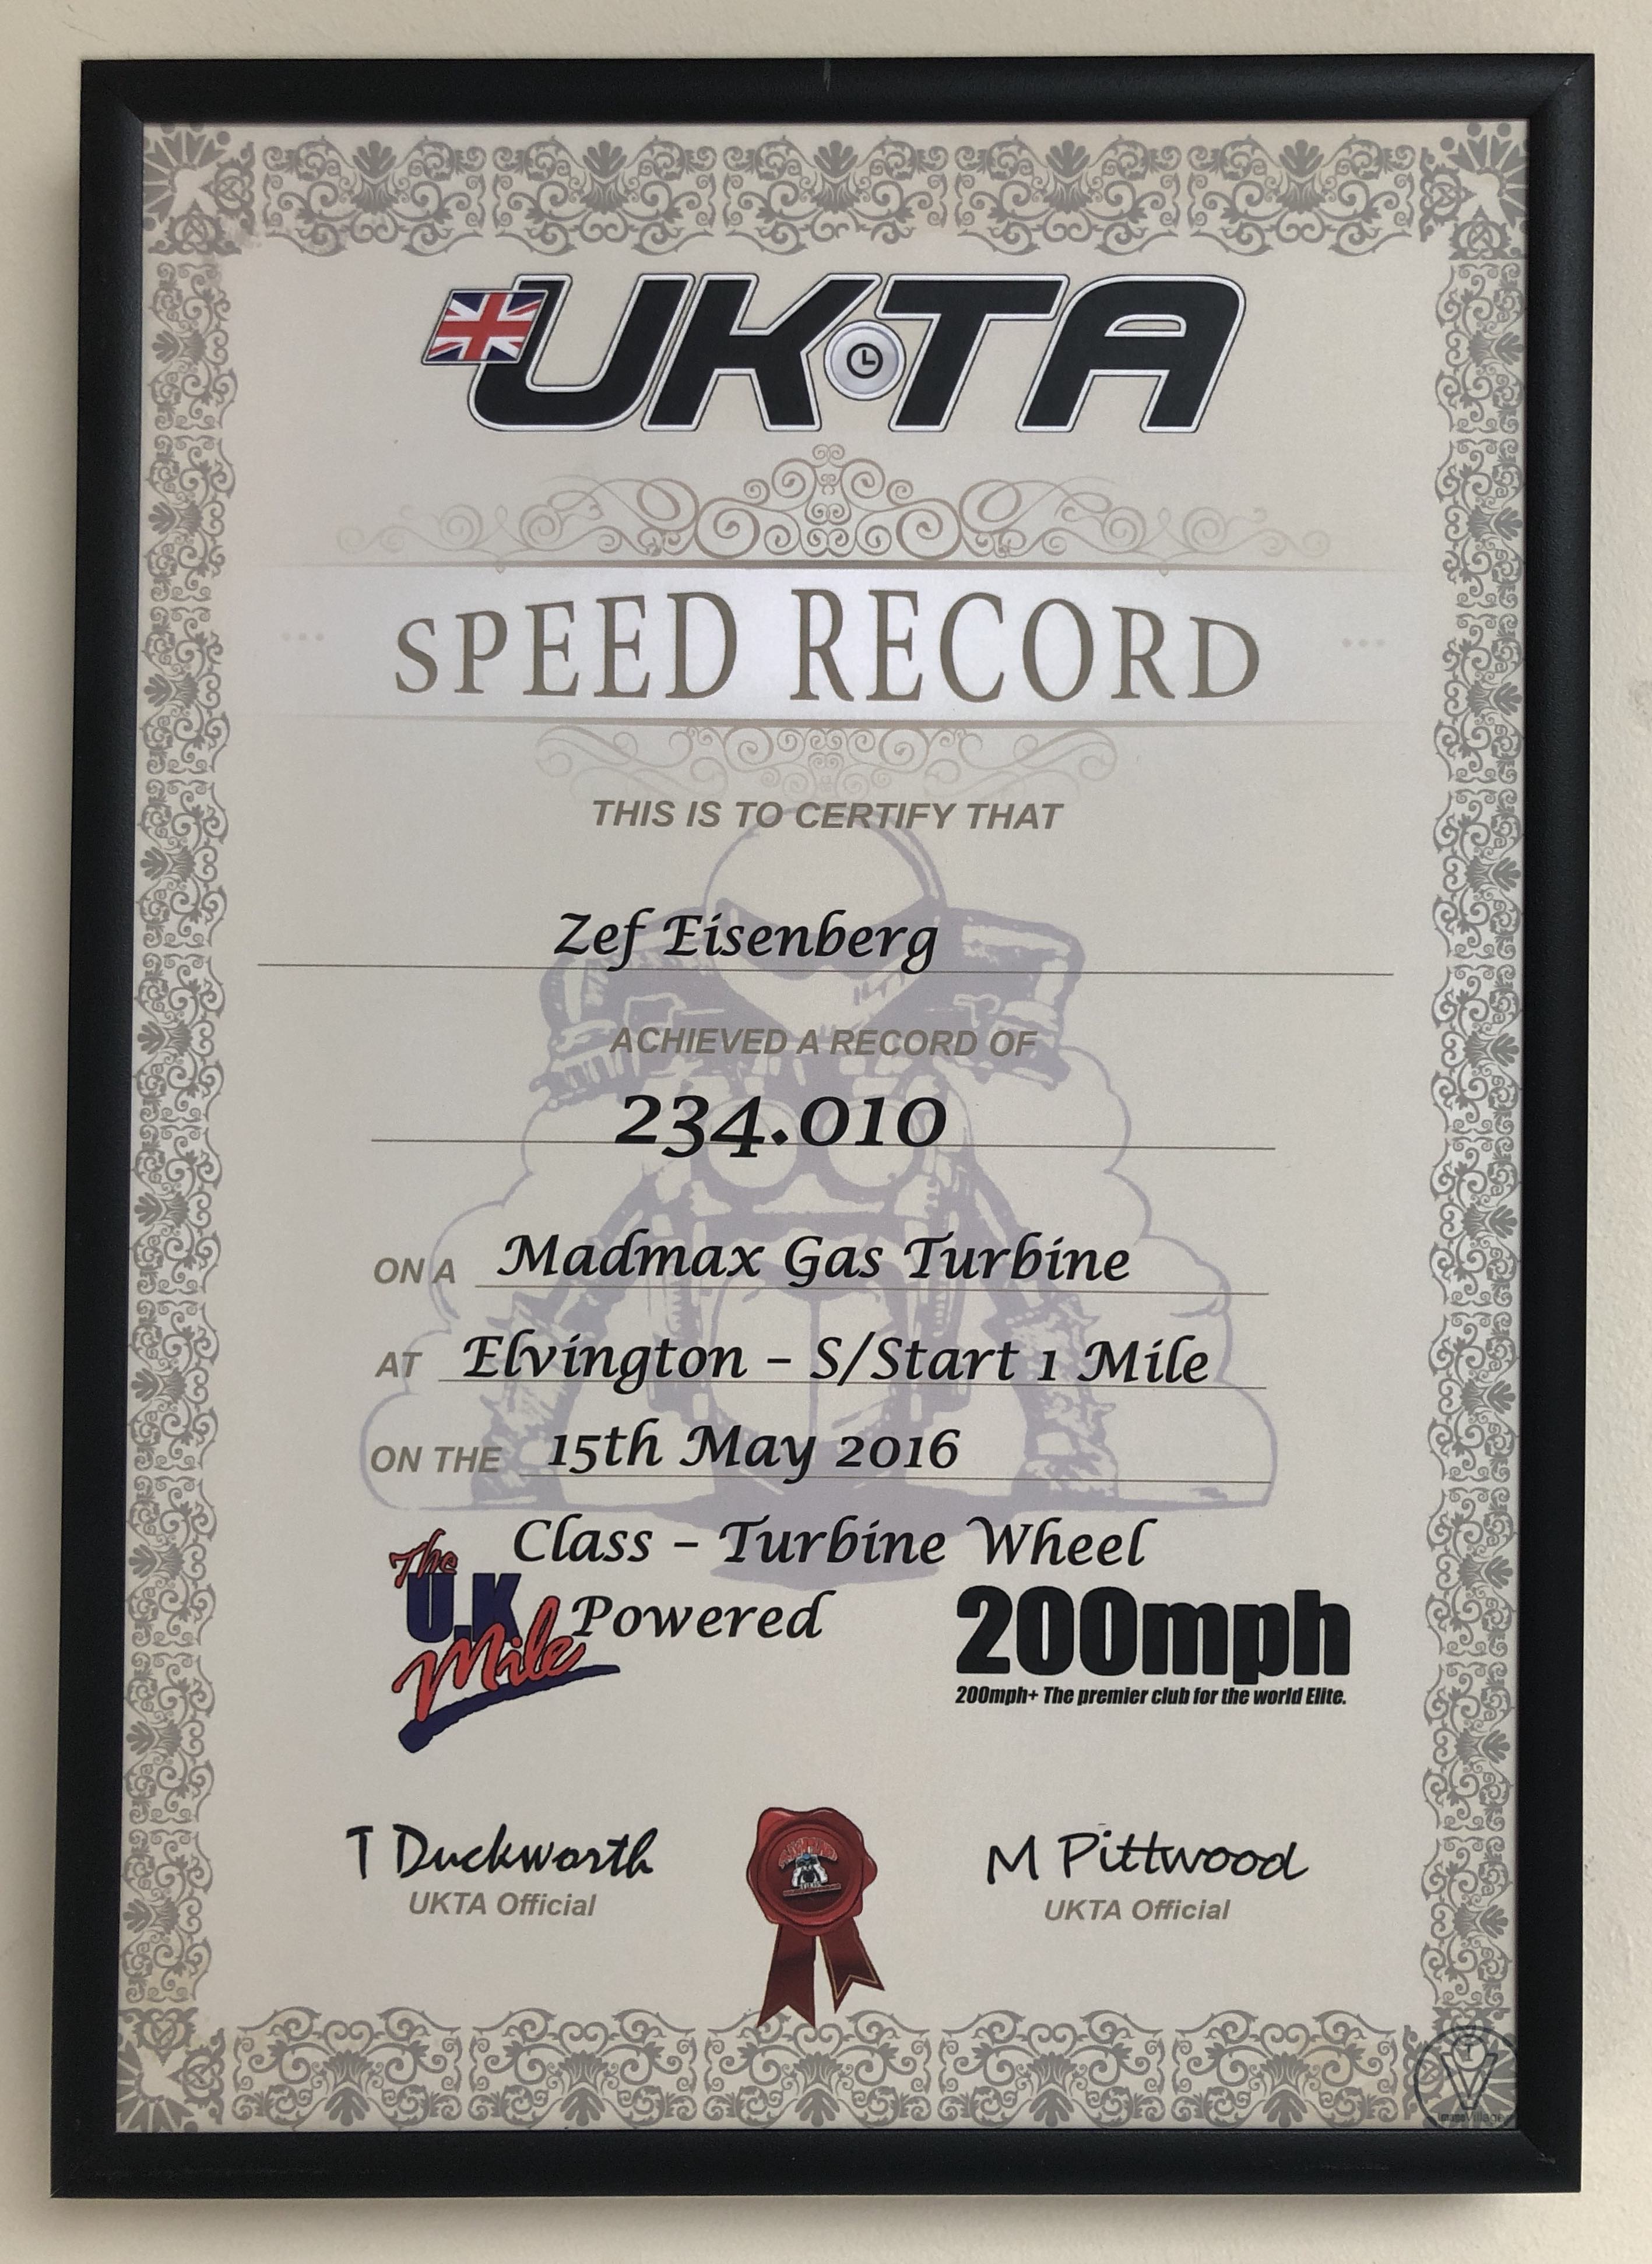 UKTA
SPEED RECORD
THIS IS TO CERTIFY THAT
Zef Eisenberg
ACHIEVED A RECORD OF
234.010
ON A Madmax Gas Turbine
AT Elvington – S/Start 1 Mile
ON THE 15th May 2016
Class – Turbine Wheel
Powered
The
U.K
Mile
200mph
200mph+ The premier club for the world Elite.
T Duckworth
UKTA Official
M Pittwood
UKTA Official